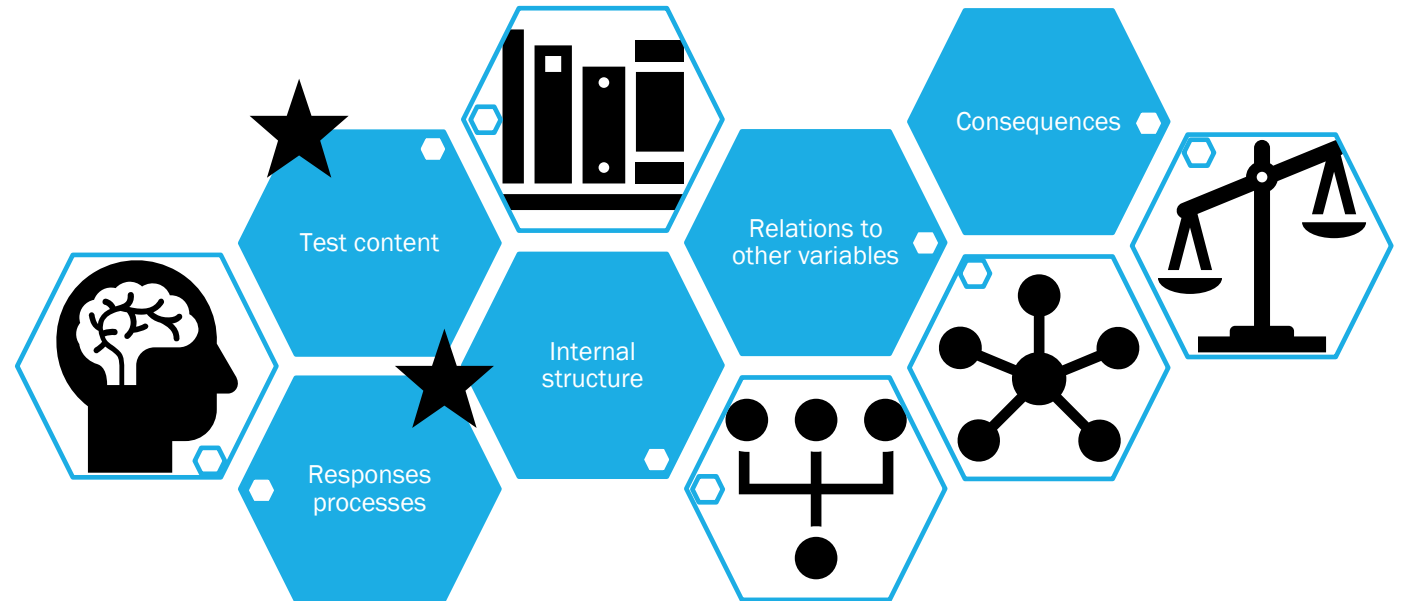 Test content
Responses
processes
Internal
structure
Relations to
other variables
Consequences